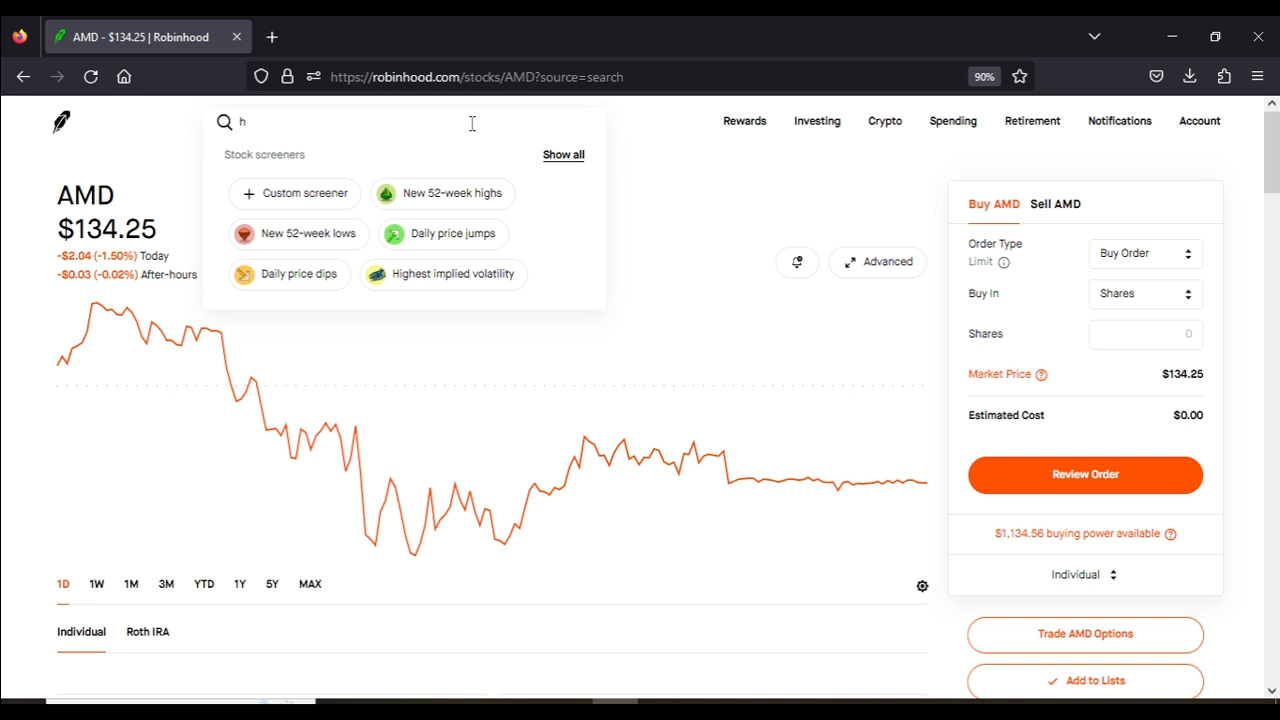 AMD - $134.25 | Robinhood
https://robinhood.com/stocks/AMD?source=search
90%
h
Rewards
Investing
Crypto
Spending
Retirement
Notifications
Account
Stock screeners
Show all
Custom screener
New 52-week highs
New 52-week lows
Daily price jumps
Daily price dips
Highest implied volatility
AMD
$134.25
-$2.04 (-1.50%) Today
-$0.03 (-0.02%) After-hours
Advanced
1D 1W 1M 3M YTD 1Y 5Y MAX
Individual Roth IRA
Buy AMD Sell AMD
Order Type
Limit
Buy Order
Buy In
Shares
Shares
0
Market Price
$134.25
Estimated Cost
$0.00
Review Order
$1,134.56 buying power available
Individual
Trade AMD Options
Add to Lists